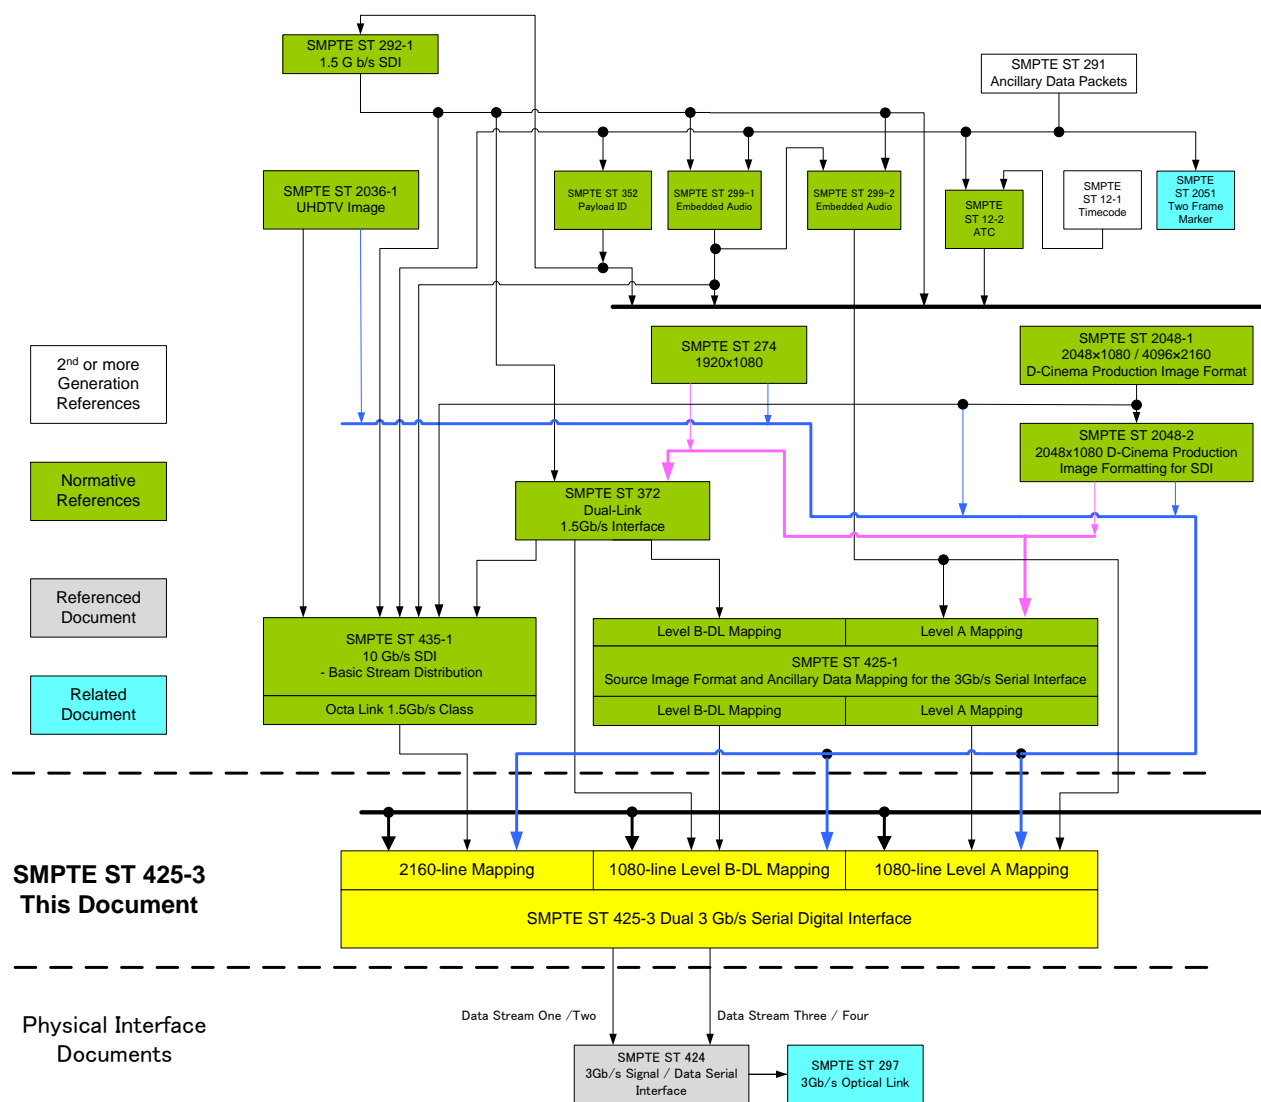 SMPTE ST 292-1
1.5 G b/s SDI
SMPTE ST 291
Ancillary Data Packets
SMPTE ST 2036-1
UHDTV Image
SMPTE ST 352
Payload ID
SMPTE ST 299-1
Embedded Audio
SMPTE ST 299-2
Embedded Audio
SMPTE
ST 12-2
ATC
SMPTE
ST 12-1
Timecode
SMPTE
ST 2051
Two Frame
Marker
2nd or more
Generation
References
SMPTE ST 274
1920x1080
SMPTE ST 2048-1
2048×1080 / 4096×2160
D-Cinema Production Image Format
SMPTE ST 2048-2
2048x1080 D-Cinema Production
Image Formatting for SDI
Normative
References
SMPTE ST 372
Dual-Link
1.5Gb/s Interface
Referenced
Document
SMPTE ST 435-1
10 Gb/s SDI
- Basic Stream Distribution
Octa Link 1.5Gb/s Class
Level B-DL Mapping
Level A Mapping
SMPTE ST 425-1
Source Image Format and Ancillary Data Mapping for the 3Gb/s Serial Interface
Level B-DL Mapping
Level A Mapping
Related
Document
SMPTE ST 425-3
This Document
2160-line Mapping
1080-line Level B-DL Mapping
1080-line Level A Mapping
SMPTE ST 425-3 Dual 3 Gb/s Serial Digital Interface
Physical Interface
Documents
Data Stream One /Two
Data Stream Three / Four
SMPTE ST 424
3Gb/s Signal / Data Serial
Interface
SMPTE ST 297
3Gb/s Optical Link